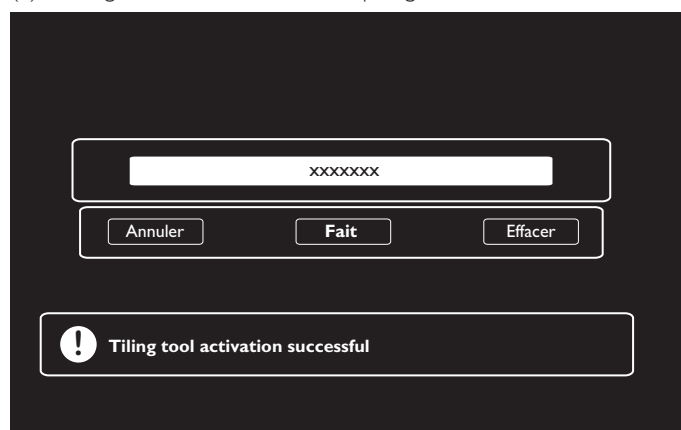 xxxxxxx
Annuler Fait Effacer
Tiling tool activation successful